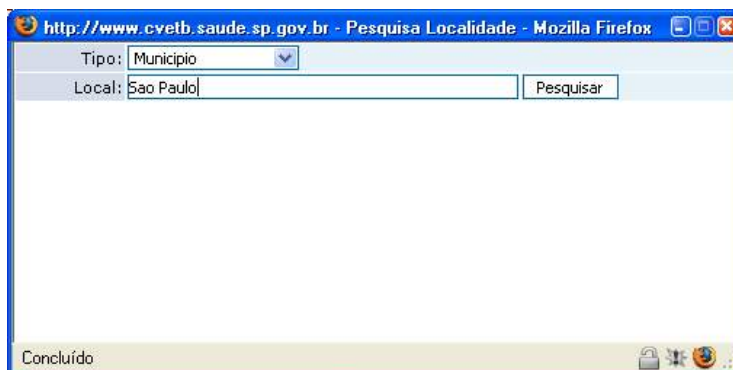 http://www.cvetb.saude.sp.gov.br - Pesquisa Localidade - Mozilla Firefox
Tipo: Municipio
Local: Sao Paulo Pesquisar
Concluído